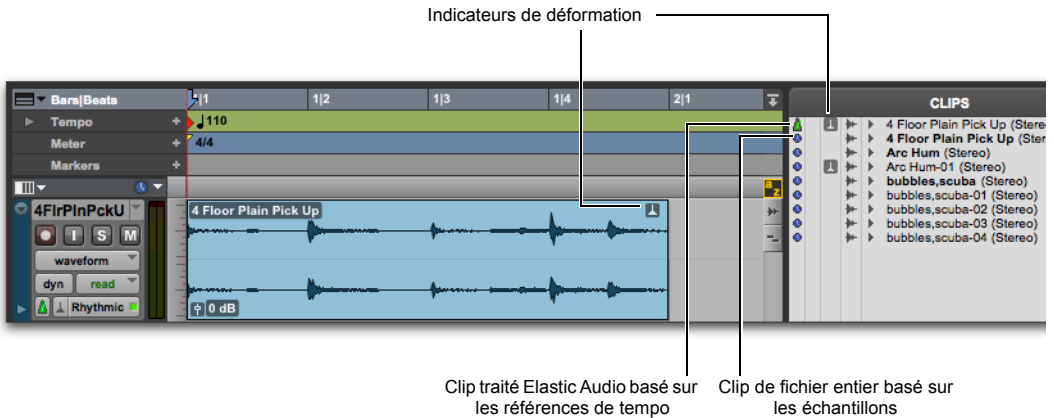 Indicateurs de déformation
Bars|Beats
1|1
1|2
1|3
1|4
2|1
CLIPS
Tempo +
110
Meter +
4/4
Markers +
4 Floor Plain Pick Up (Stere
4 Floor Plain Pick Up (Ster
Arc Hum (Stereo)
Arc Hum-01 (Stereo)
bubbles,scuba (Stereo)
bubbles,scuba-01 (Stereo)
bubbles,scuba-02 (Stereo)
bubbles,scuba-03 (Stereo)
bubbles,scuba-04 (Stereo)
a z
4FlrPlnPckU
I S M
waveform
dyn read
Rhythmic
4 Floor Plain Pick Up
0 dB
Clip traité Elastic Audio basé sur
les références de tempo
Clip de fichier entier basé sur
les échantillons